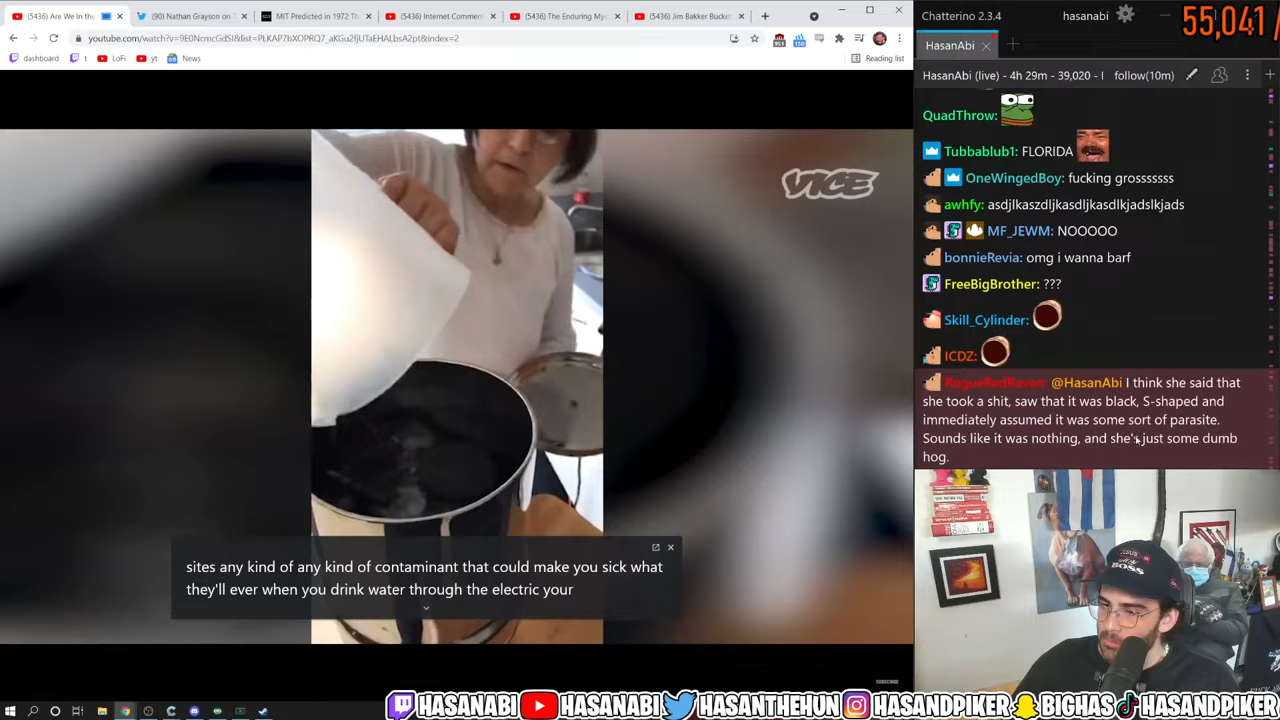 (5436) Are We In the
(90) Nathan Grayson on
MIT Predicted in 1972 Th
(5436) Internet Comment
(5436) The Enduring Mys
(5436) Jim Bakker Bucket
youtube.com/watch?v=9E0NcmcGdSI&list=PLKAP7bXOPRQ7_aKGu2fJUTaEHALbsA2pt&index=2
dashboard
t
LoFi
yt
News
Reading list
VICE
sites any kind of any kind of contaminant that could make you sick what
they'll ever when you drink water through the electric your
SUBSCRIBE
Chatterino 2.3.4
hasanabi
55,041 /
HasanAbi
HasanAbi (live) - 4h 29m - 39,020 - I
follow(10m)
QuadThrow:
Tubbablub1: FLORIDA
OneWingedBoy: fucking grosssssss
awhfy: asdjlkaszdljkasdljkasdlkjadslkjads
MF_JEWM: NOOOOO
bonnieRevia: omg i wanna barf
FreeBigBrother: ???
Skill_Cylinder:
ICDZ:
RogueRedRaven: @HasanAbi I think she said that
she took a shit, saw that it was black, S-shaped and
immediately assumed it was some sort of parasite.
Sounds like it was nothing, and she's just some dumb
hog.
BOSS
HASANABI HASANABI HASANTHEHUN HASANDPIKER BIGHAS HASANDPIKER